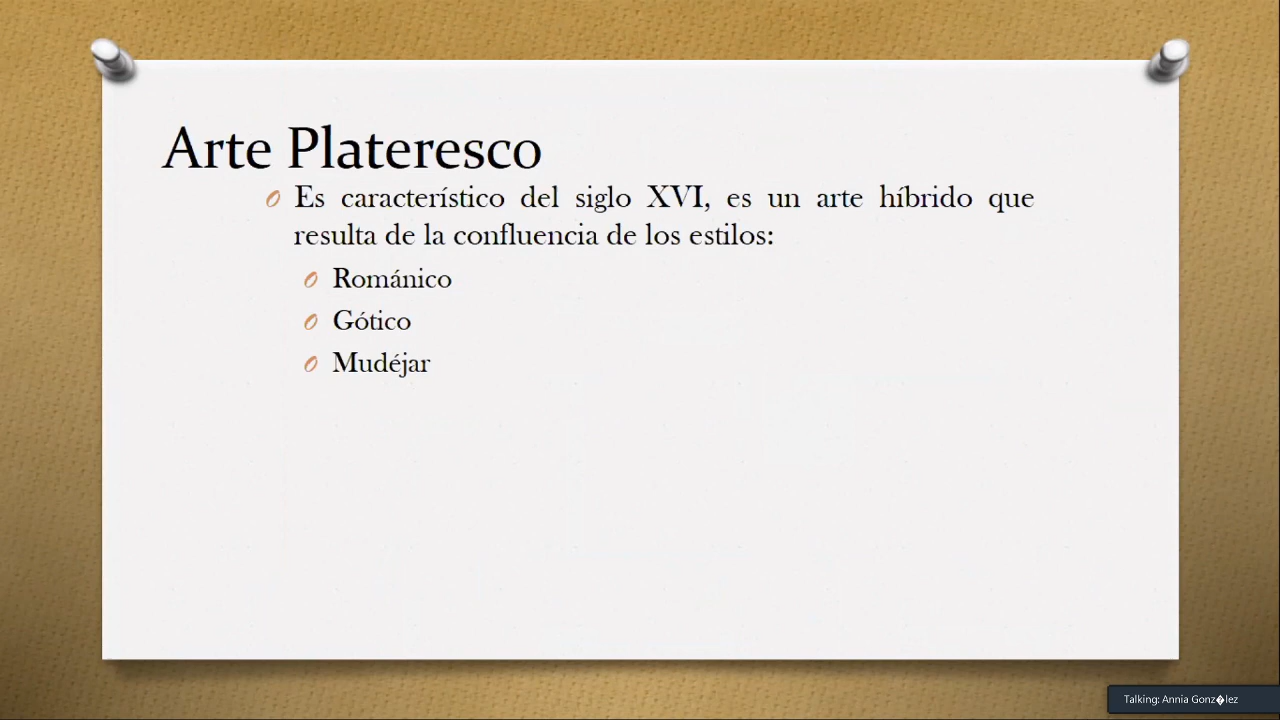 Arte Plateresco
Es característico del siglo XVI, es un arte híbrido que
resulta de la confluencia de los estilos:
Románico
Gótico
Mudéjar
Talking: Annia Gonz�lez